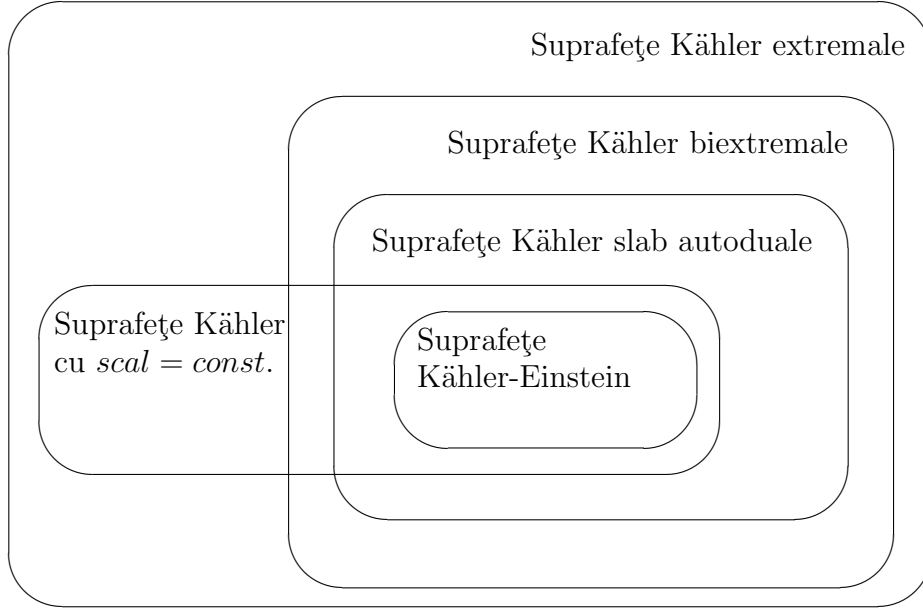 Suprafeţe Kähler extremale
Suprafeţe Kähler biextremale
Suprafeţe Kähler slab autoduale
Suprafeţe Kähler
cu scal = const.
Suprafeţe
Kähler-Einstein